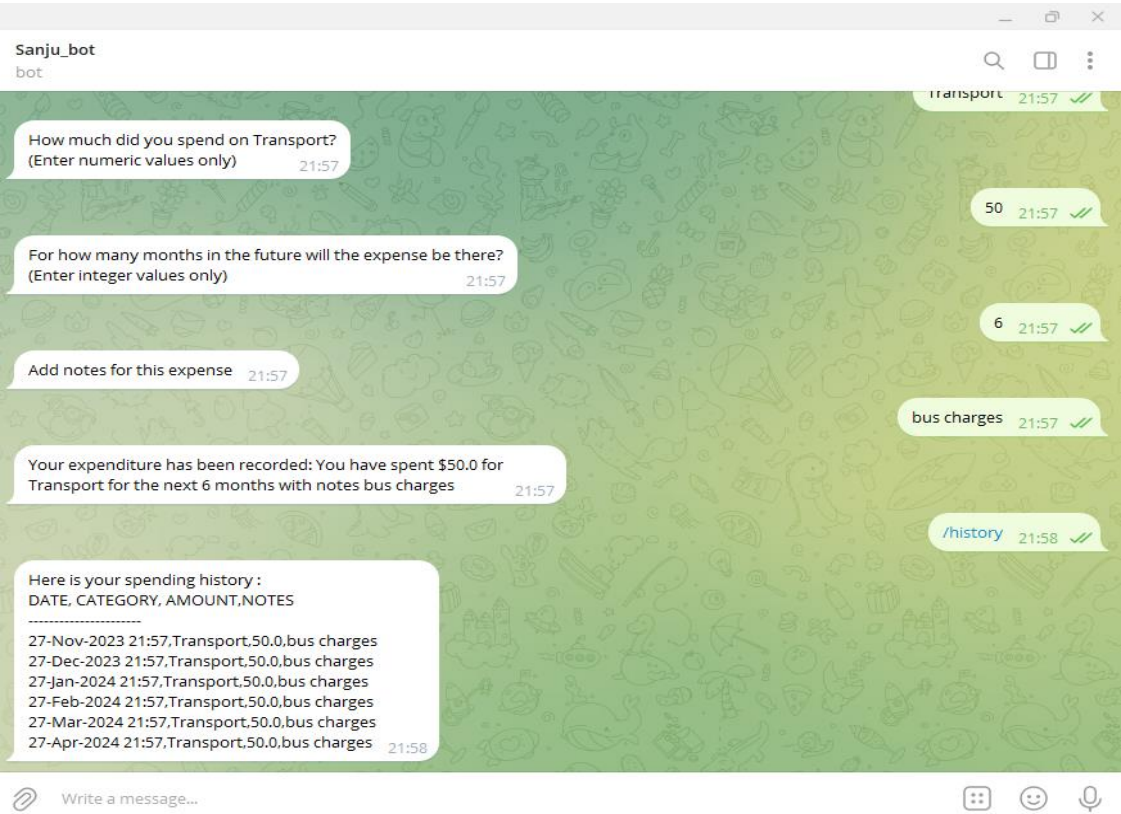 Sanju_bot
bot
Transport 21:57
How much did you spend on Transport?
(Enter numeric values only) 21:57
50 21:57
For how many months in the future will the expense be there?
(Enter integer values only) 21:57
6 21:57
Add notes for this expense 21:57
bus charges 21:57
Your expenditure has been recorded: You have spent $50.0 for
Transport for the next 6 months with notes bus charges 21:57
/history 21:58
Here is your spending history :
DATE, CATEGORY, AMOUNT,NOTES
----------------------
27-Nov-2023 21:57,Transport,50.0,bus charges
27-Dec-2023 21:57,Transport,50.0,bus charges
27-Jan-2024 21:57,Transport,50.0,bus charges
27-Feb-2024 21:57,Transport,50.0,bus charges
27-Mar-2024 21:57,Transport,50.0,bus charges
27-Apr-2024 21:57,Transport,50.0,bus charges 21:58
Write a message...